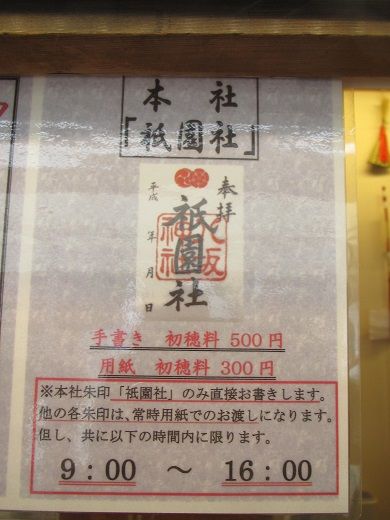 本社
「祇園社」
奉拝
祇園社
八坂神社
平成 年 月 日
手書き 初穂料 500円
用紙 初穂料 300円
※本社朱印「祇園社」のみ直接お書きします。
他の各朱印は、常時用紙でのお渡しになります。
但し、共に以下の時間内に限ります。
9:00 ～ 16:00